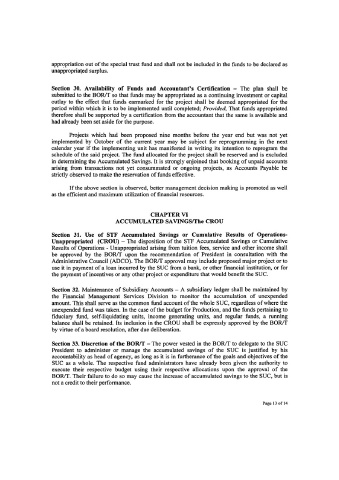 appropriation out of the special trust fund and shall not be included in the funds to be declared as
unappropriated surplus.
Section 30. Availability of Funds and Accountant's Certification – The plan shall be
submitted to the BOR/T so that funds may be appropriated as a continuing investment or capital
outlay to the effect that funds earmarked for the project shall be deemed appropriated for the
period within which it is to be implemented until completed; Provided, That funds appropriated
therefore shall be supported by a certification from the accountant that the same is available and
had already been set aside for the purpose.
Projects which had been proposed nine months before the year end but was not yet
implemented by October of the current year may be subject for reprogramming in the next
calendar year if the implementing unit has manifested in writing its intention to reprogram the
schedule of the said project. The fund allocated for the project shall be reserved and is excluded
in determining the Accumulated Savings. It is strongly enjoined that booking of unpaid accounts
arising from transactions not yet consummated or ongoing projects, as Accounts Payable be
strictly observed to make the reservation of funds effective.
If the above section is observed, better management decision making is promoted as well
as the efficient and maximum utilization of financial resources.
CHAPTER VI
ACCUMULATED SAVINGS/The CROU
Section 31. Use of STF Accumulated Savings or Cumulative Results of Operations-
Unappropriated (CROU) – The disposition of the STF Accumulated Savings or Cumulative
Results of Operations - Unappropriated arising from tuition fees, service and other income shall
be approved by the BOR/T upon the recommendation of President in consultation with the
Administrative Council (ADCO). The BOR/T approval may include proposed major project or to
use it in payment of a loan incurred by the SUC from a bank, or other financial institution, or for
the payment of incentives or any other project or expenditure that would benefit the SUC.
Section 32. Maintenance of Subsidiary Accounts – A subsidiary ledger shall be maintained by
the Financial Management Services Division to monitor the accumulation of unexpended
amount. This shall serve as the common fund account of the whole SUC, regardless of where the
unexpended fund was taken. In the case of the budget for Production, and the funds pertaining to
fiduciary fund, self-liquidating units, income generating units, and regular funds, a running
balance shall be retained. Its inclusion in the CROU shall be expressly approved by the BOR/T
by virtue of a board resolution, after due deliberation.
Section 33. Discretion of the BOR/T – The power vested in the BOR/T to delegate to the SUC
President to administer or manage the accumulated savings of the SUC is justified by his
accountability as head of agency, as long as it is in furtherance of the goals and objectives of the
SUC as a whole. The respective fund administrators have already been given the authority to
execute their respective budget using their respective allocations upon the approval of the
BOR/T. Their failure to do so may cause the increase of accumulated savings to the SUC, but is
not a credit to their performance.
Page 13 of 14